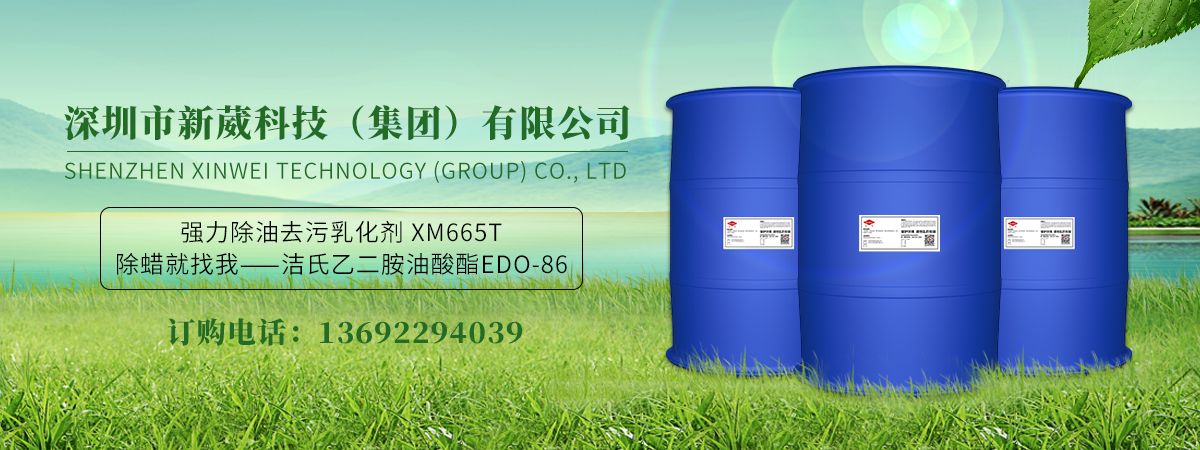 深圳市新葳科技（集团）有限公司
SHENZHEN XINWEI TECHNOLOGY (GROUP) CO., LTD
强力除油去污乳化剂 XM665T
除蜡就找我——洁氏乙二胺油酸酯EDO-86
订购电话：13692294039